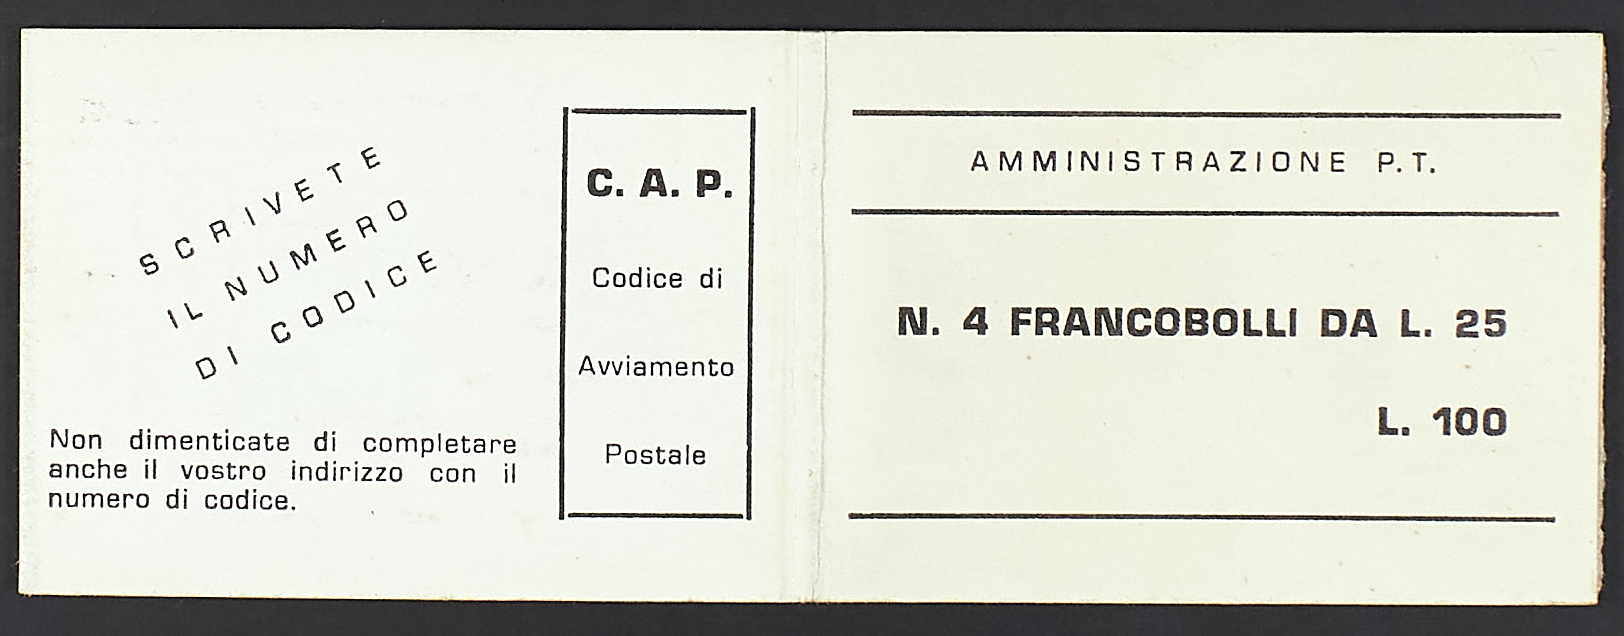 SCRIVETE
IL NUMERO
DI CODICE
Non dimenticate di completare
anche il vostro indirizzo con il
numero di codice.
C. A. P.
Codice di
Avviamento
Postale
AMMINISTRAZIONE P.T.
N. 4 FRANCOBOLLI DA L. 25
L. 100